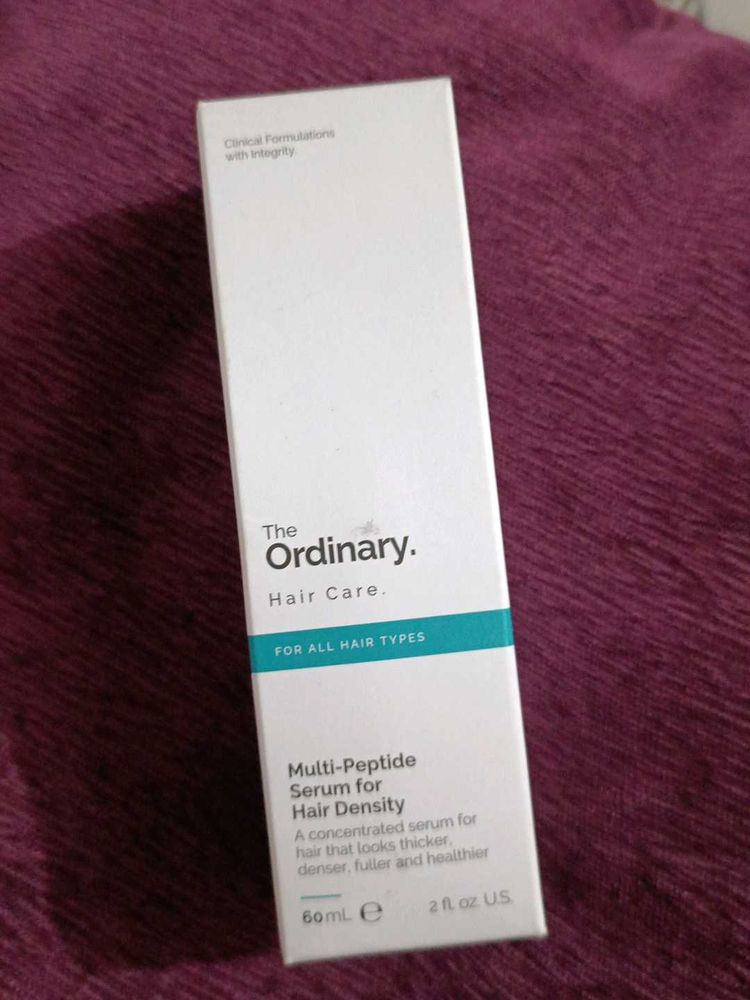 Clinical Formulations
with Integrity.
The
Ordinary.
Hair Care.
FOR ALL HAIR TYPES
Multi-Peptide
Serum for
Hair Density
A concentrated serum for
hair that looks thicker,
denser, fuller and healthier
60mL ℮ 2 fl. oz. U.S.